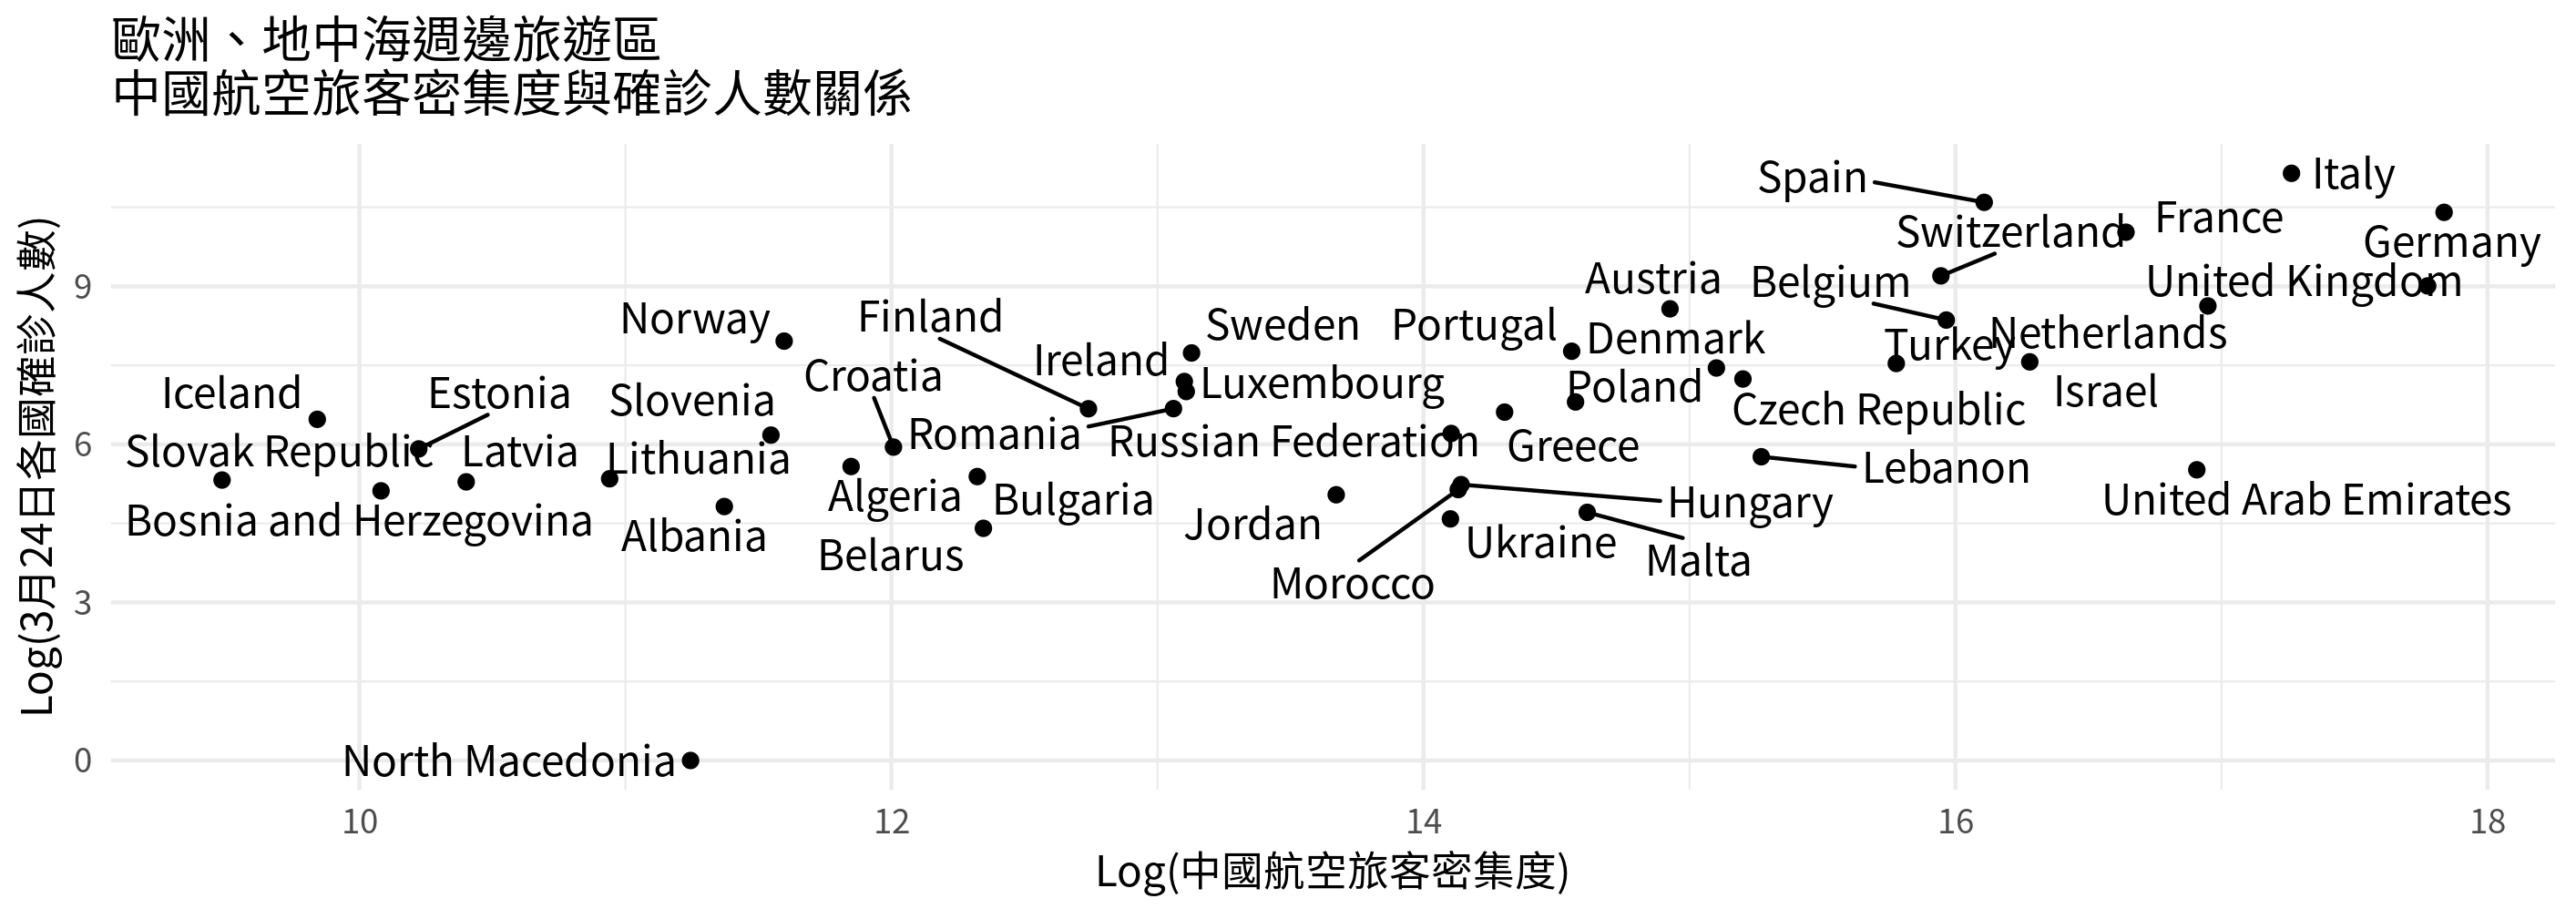 歐洲、地中海週邊旅遊區
中國航空旅客密集度與確診人數關係
Log(3月24日各國確診人數)
9
6
3
0
Spain
Italy
France
Switzerland
Germany
Austria
Belgium
United Kingdom
Norway
Finland
Sweden
Portugal
Denmark
Turkey
Netherlands
Ireland
Croatia
Iceland
Estonia
Slovenia
Luxembourg
Poland
Israel
Czech Republic
Slovak Republic
Latvia
Lithuania
Romania
Russian Federation
Greece
Lebanon
Bosnia and Herzegovina
Albania
Algeria
Bulgaria
Jordan
Hungary
United Arab Emirates
Belarus
Ukraine
Malta
Morocco
North Macedonia
10
12
14
16
18
Log(中國航空旅客密集度)